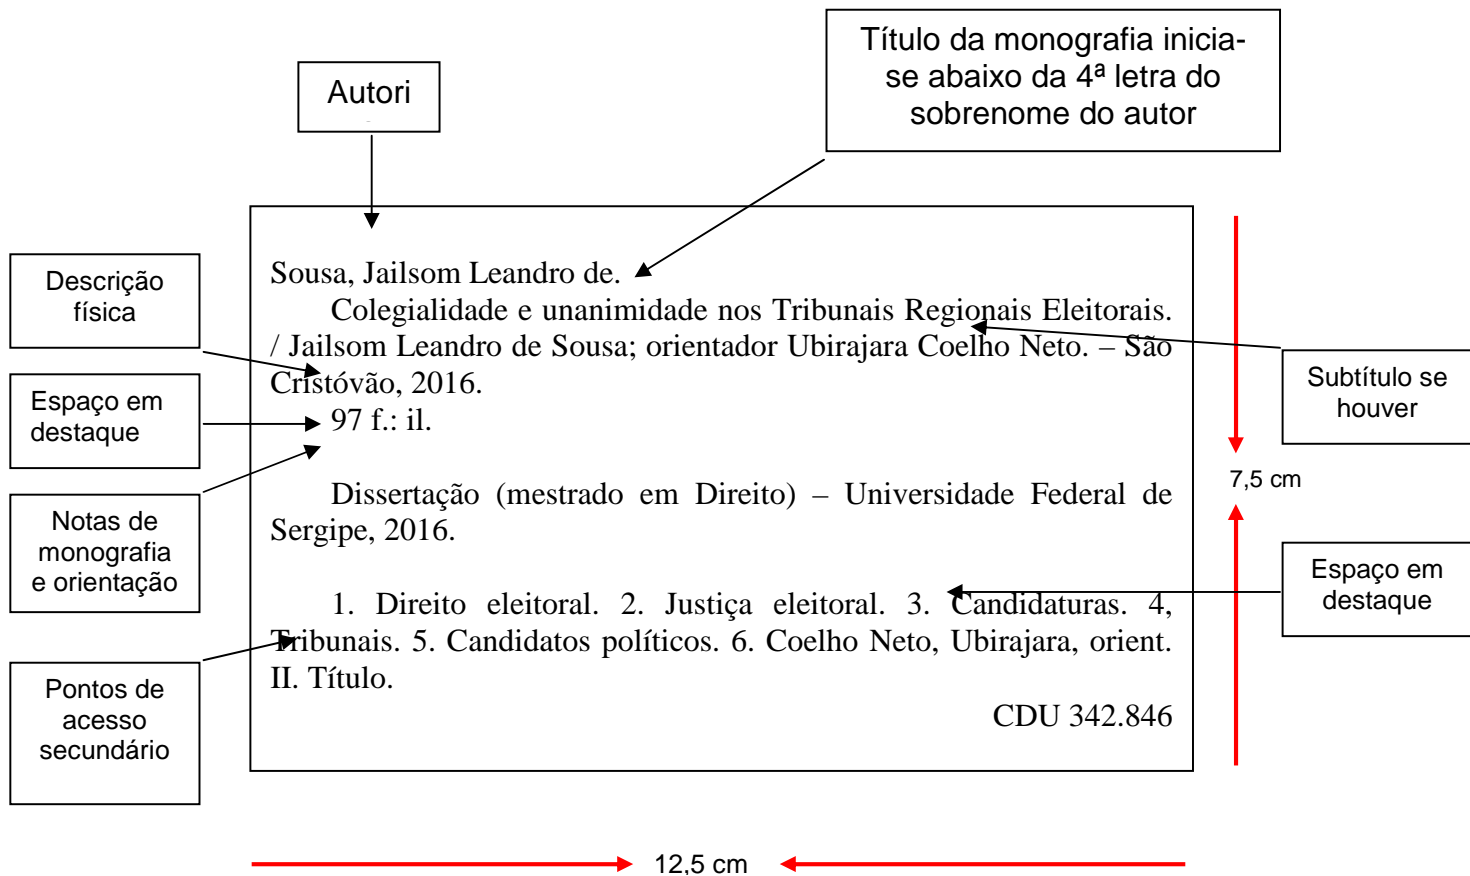 Título da monografia inicia-
se abaixo da 4ª letra do
sobrenome do autor
Autori
Sousa, Jailsom Leandro de.
Colegialidade e unanimidade nos Tribunais Regionais Eleitorais.
/ Jailsom Leandro de Sousa; orientador Ubirajara Coelho Neto. – São
Cristóvão, 2016.
97 f.: il.
Dissertação (mestrado em Direito) – Universidade Federal de
Sergipe, 2016.
1. Direito eleitoral. 2. Justiça eleitoral. 3. Candidaturas. 4,
Tribunais. 5. Candidatos políticos. 6. Coelho Neto, Ubirajara, orient.
II. Título.
CDU 342.846
Descrição
física
Espaço em
destaque
Notas de
monografia
e orientação
Pontos de
acesso
secundário
Subtítulo se
houver
7,5 cm
Espaço em
destaque
12,5 cm